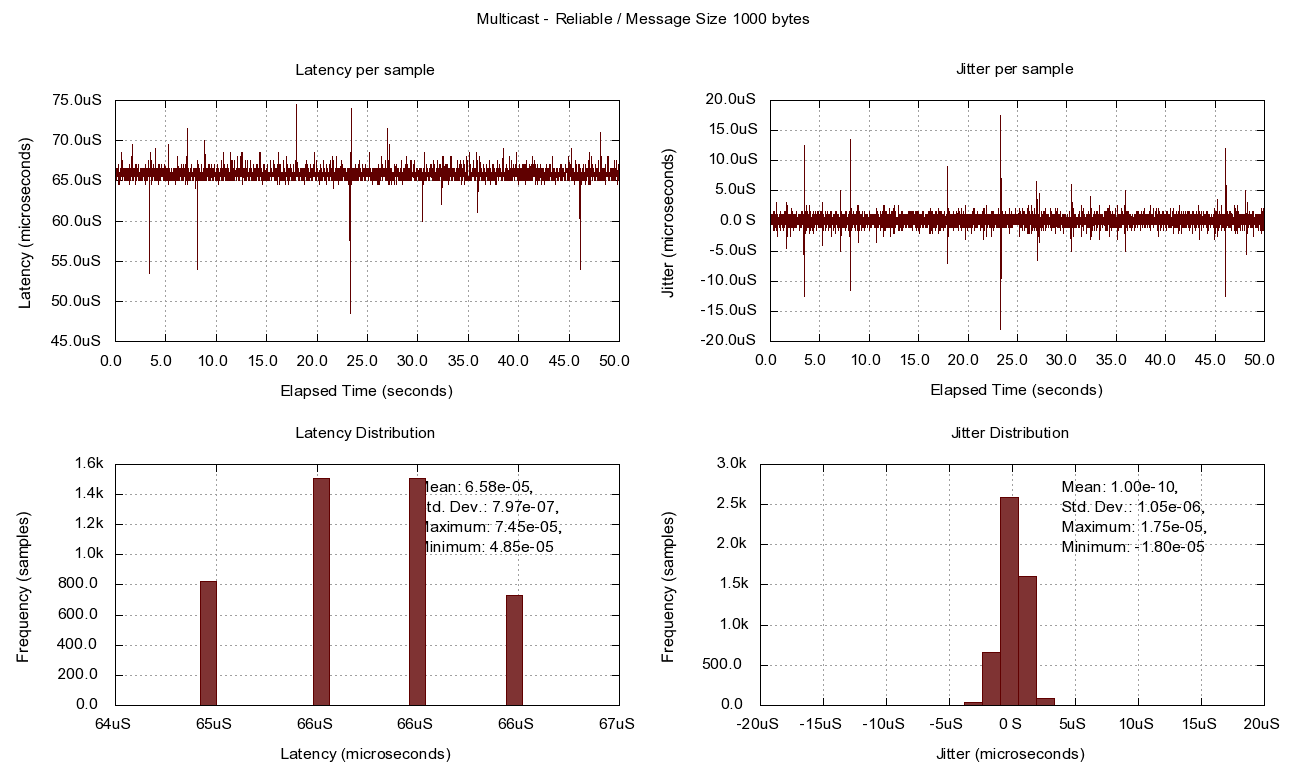 Multicast - Reliable / Message Size 1000 bytes
Latency per sample
75.0uS
70.0uS
65.0uS
60.0uS
55.0uS
50.0uS
45.0uS
Latency (microseconds)
0.0 5.0 10.0 15.0 20.0 25.0 30.0 35.0 40.0 45.0 50.0
Elapsed Time (seconds)
Jitter per sample
20.0uS
15.0uS
10.0uS
5.0uS
0.0 S
-5.0uS
-10.0uS
-15.0uS
-20.0uS
Jitter (microseconds)
0.0 5.0 10.0 15.0 20.0 25.0 30.0 35.0 40.0 45.0 50.0
Elapsed Time (seconds)
Latency Distribution
1.6k
1.4k
1.2k
1.0k
800.0
600.0
400.0
200.0
0.0
Frequency (samples)
Mean: 6.58e-05,
Std. Dev.: 7.97e-07,
Maximum: 7.45e-05,
Minimum: 4.85e-05
64uS 65uS 66uS 66uS 66uS 67uS
Latency (microseconds)
Jitter Distribution
3.0k
2.5k
2.0k
1.5k
1.0k
500.0
0.0
Frequency (samples)
Mean: 1.00e-10,
Std. Dev.: 1.05e-06,
Maximum: 1.75e-05,
Minimum: -1.80e-05
-20uS -15uS -10uS -5uS 0 S 5uS 10uS 15uS 20uS
Jitter (microseconds)